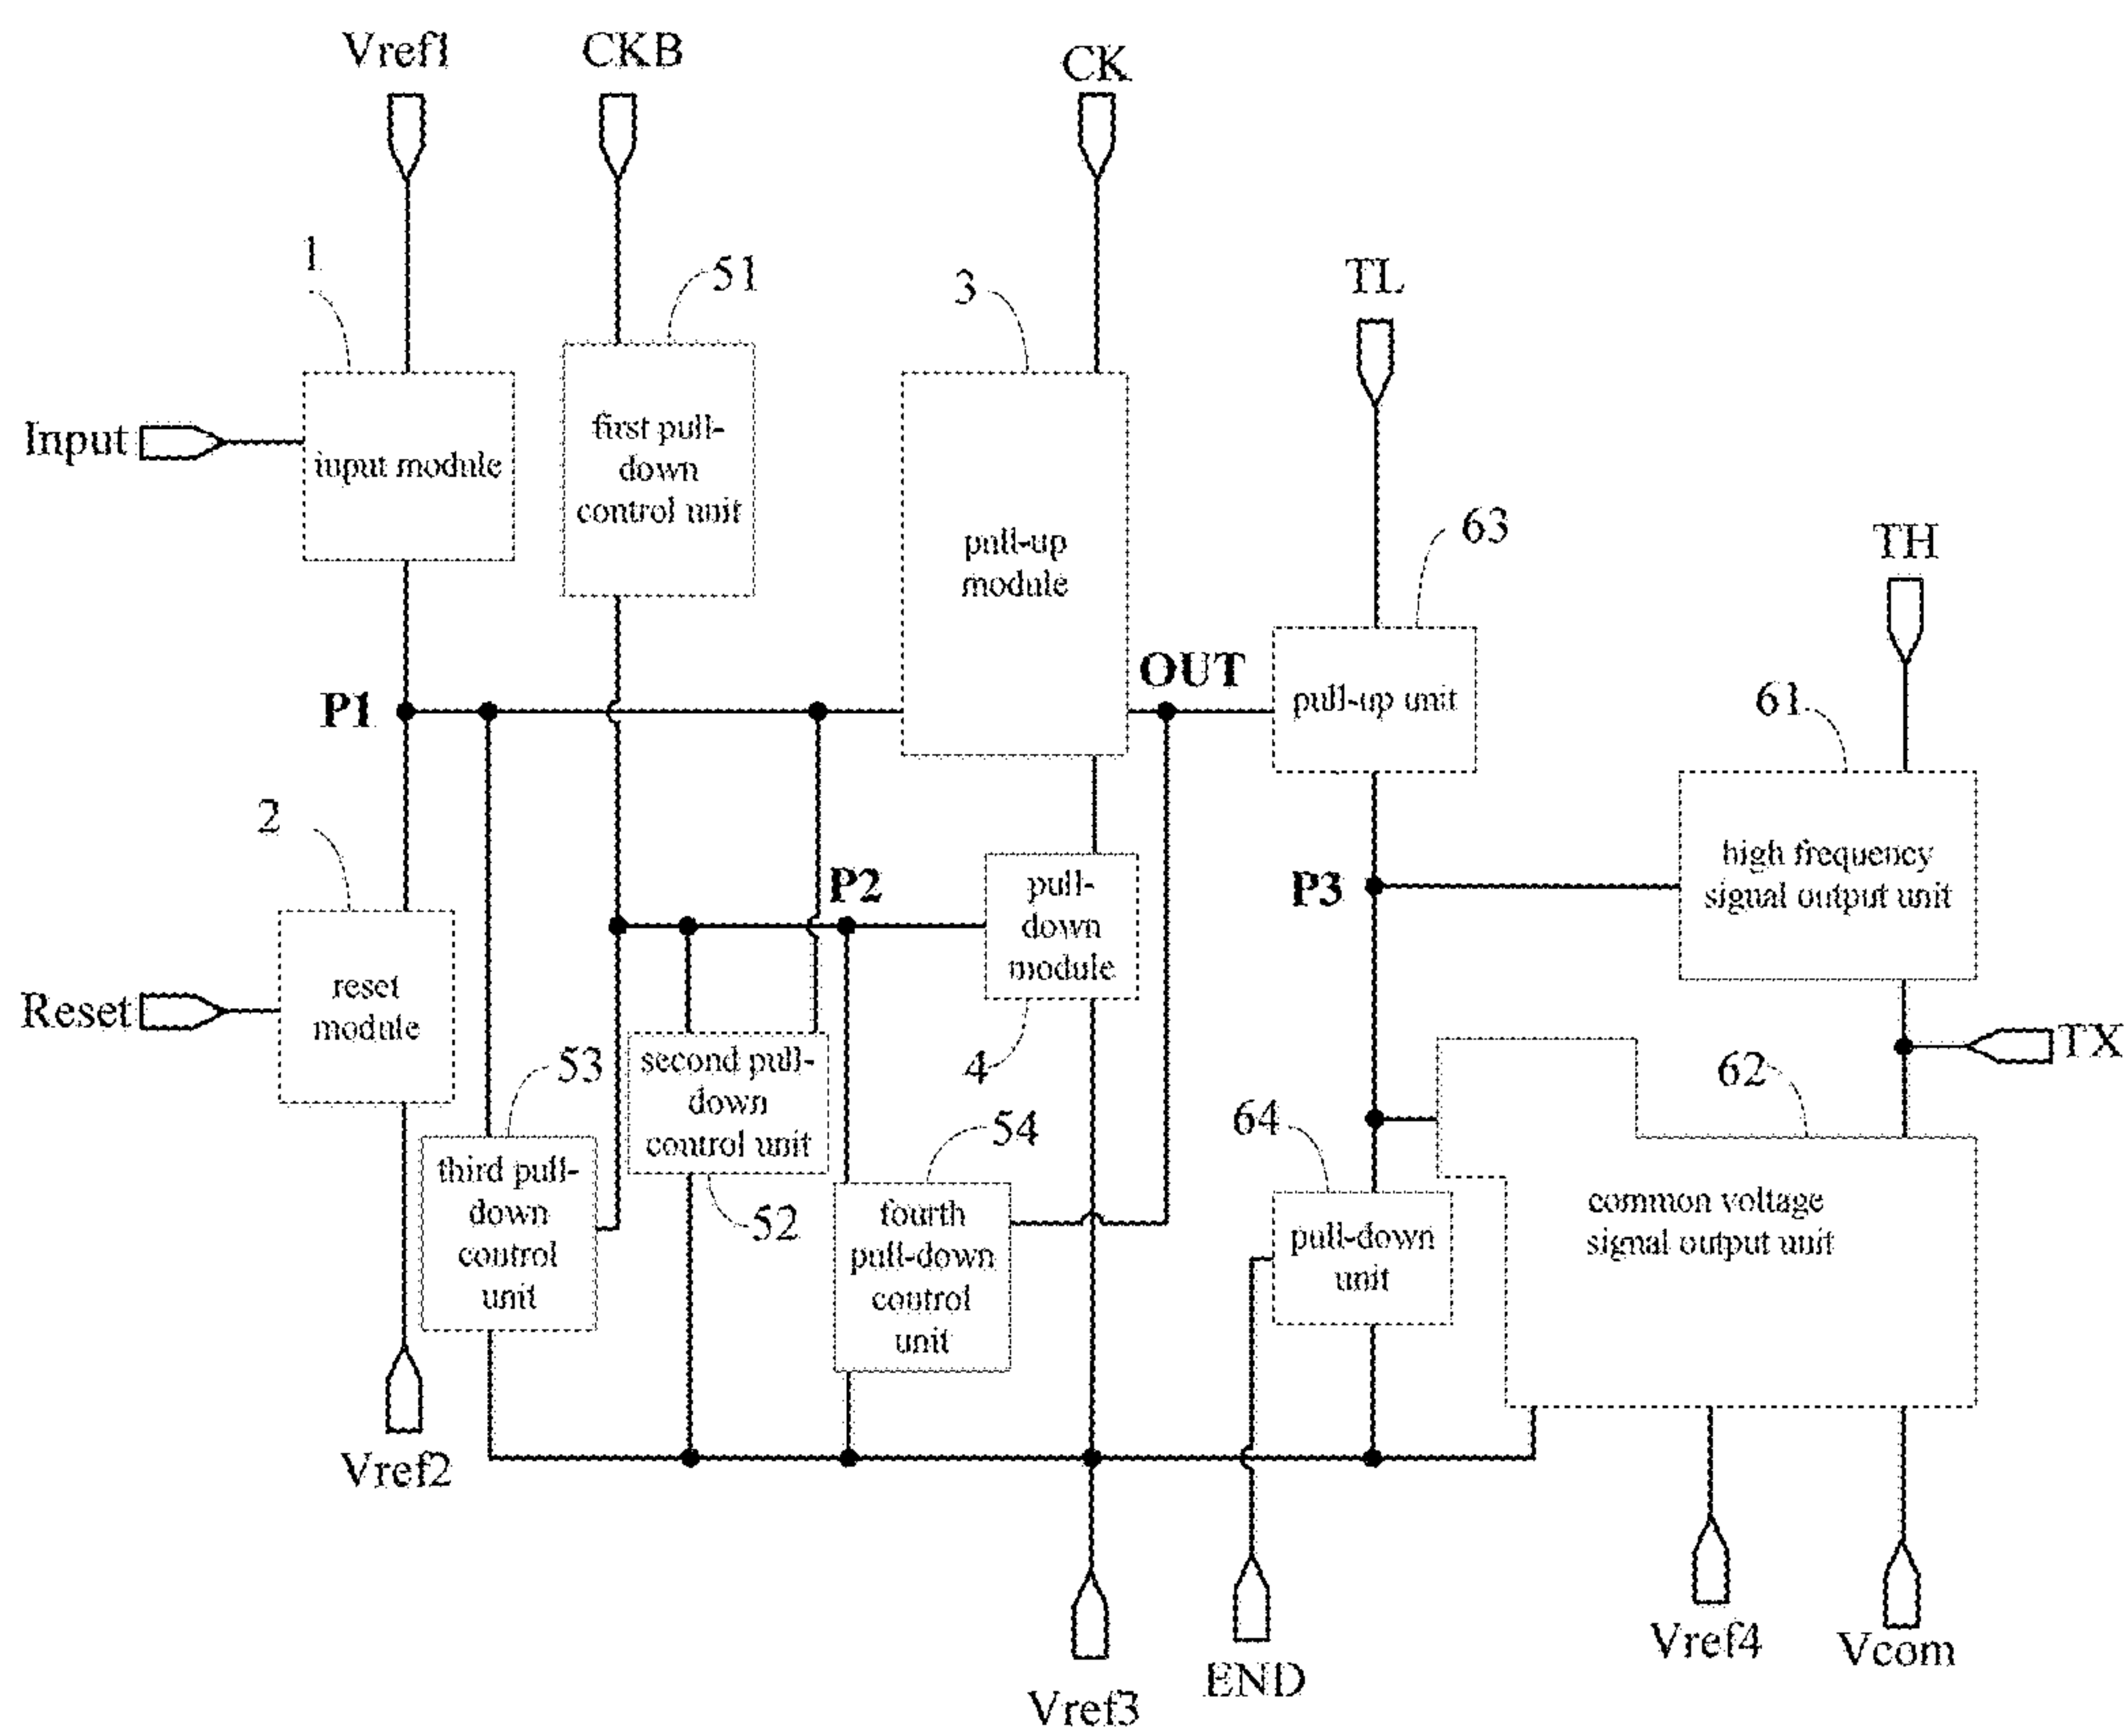 Vref1
CKB
CK
1
51
3
TL
Input
input module
first pull-
down
control unit
pull-up
module
63
TH
P1
OUT
pull-up unit
61
2
P2
pull-
down
module
P3
high frequency
signal output unit
Reset
reset
module
53
second pull-
down
control unit
4
TX
62
54
64
third pull-
down
control
unit
52
fourth
pull-down
control
unit
pull-down
unit
common voltage
signal output unit
Vref2
Vref3
END
Vref4
Vcom